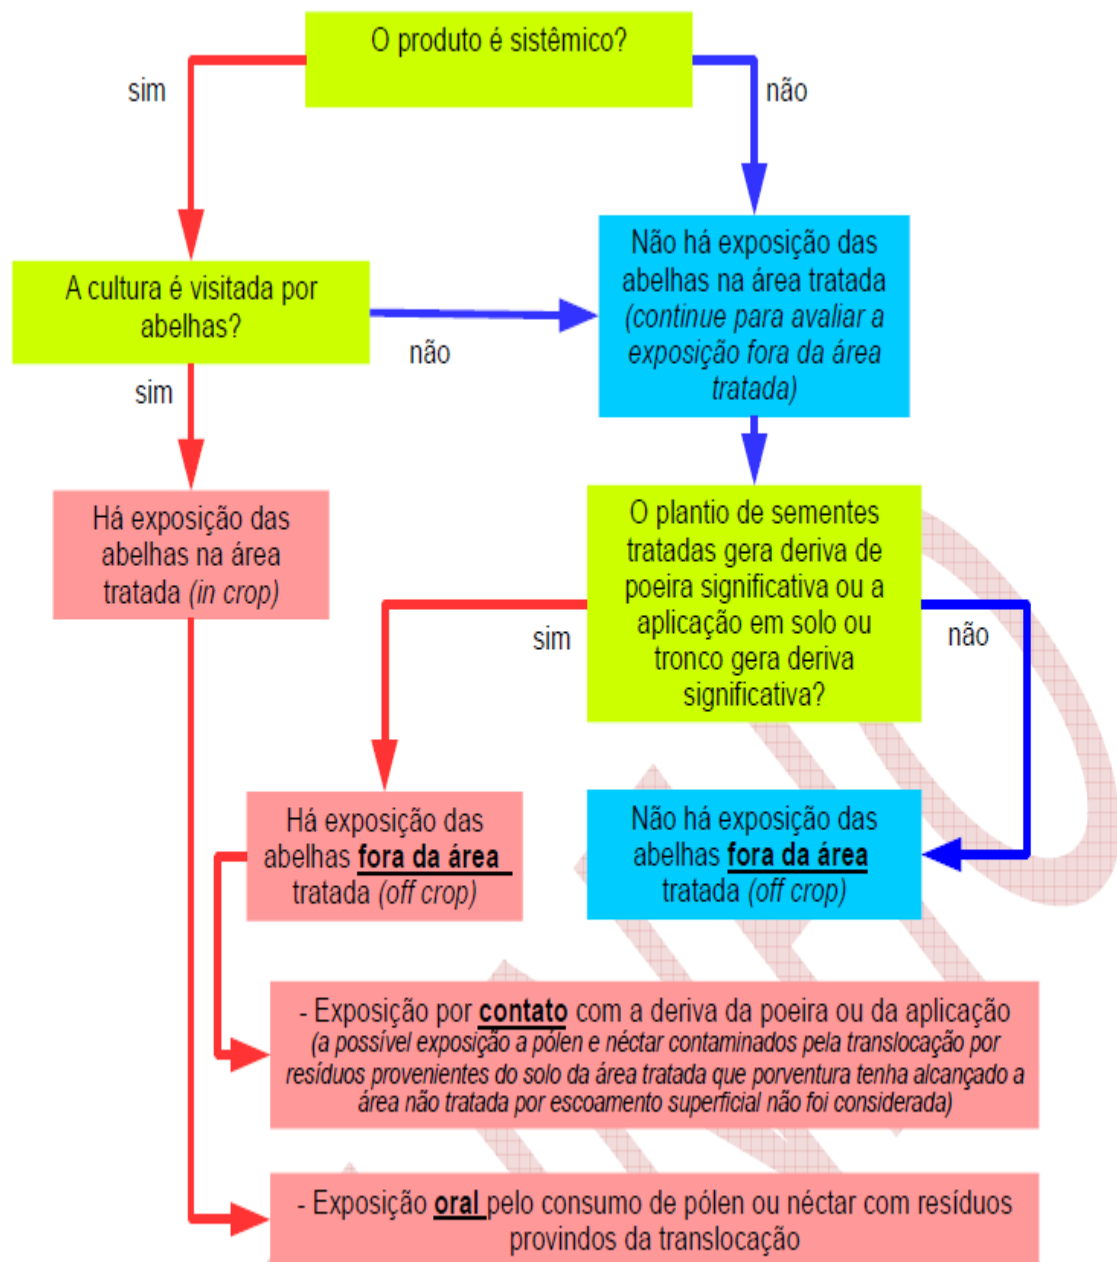 O produto é sistêmico?
sim
não
Não há exposição das
abelhas na área tratada
(continue para avaliar a
exposição fora da área
tratada)
A cultura é visitada por
abelhas?
não
sim
Há exposição das
abelhas na área
tratada (in crop)
O plantio de sementes
tratadas gera deriva de
poeira significativa ou a
aplicação em solo ou
tronco gera deriva
significativa?
sim
não
Há exposição das
abelhas fora da área
tratada (off crop)
Não há exposição das
abelhas fora da área
tratada (off crop)
- Exposição por contato com a deriva da poeira ou da aplicação
(a possível exposição a pólen e néctar contaminados pela translocação por
resíduos provenientes do solo da área tratada que porventura tenha alcançado a
área não tratada por escoamento superficial não foi considerada)
- Exposição oral pelo consumo de pólen ou néctar com resíduos
provindos da translocação